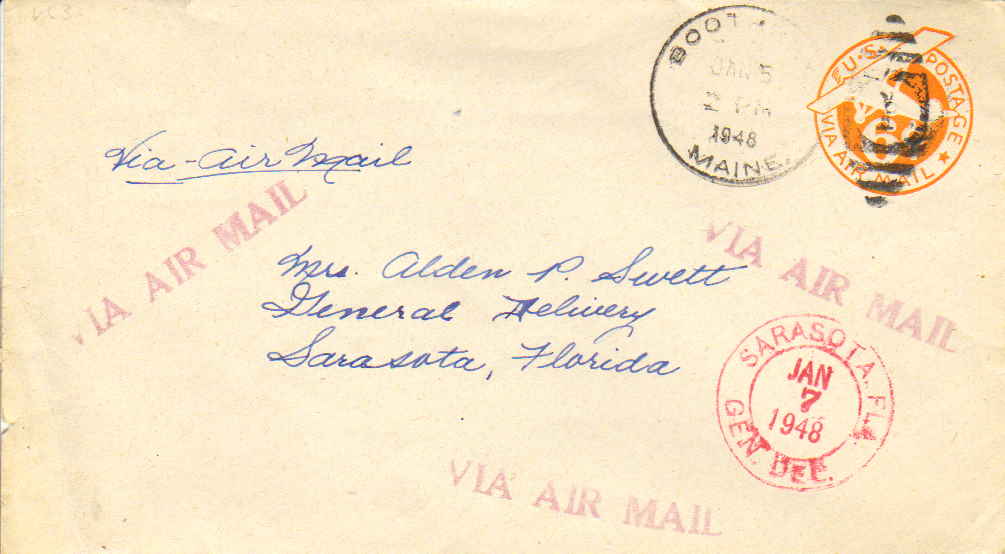 JAN 5
PM
1948
MAINE.
U.S. POSTAGE
6¢
VIA AIR MAIL
Via-Air Mail
VIA AIR MAIL
VIA AIR MAIL
Mrs. Alden P. Swett
General Delivery
Sarasota, Florida
SARASOTA, FLA.
JAN
7
1948
GEN. DEL.
VIA AIR MAIL